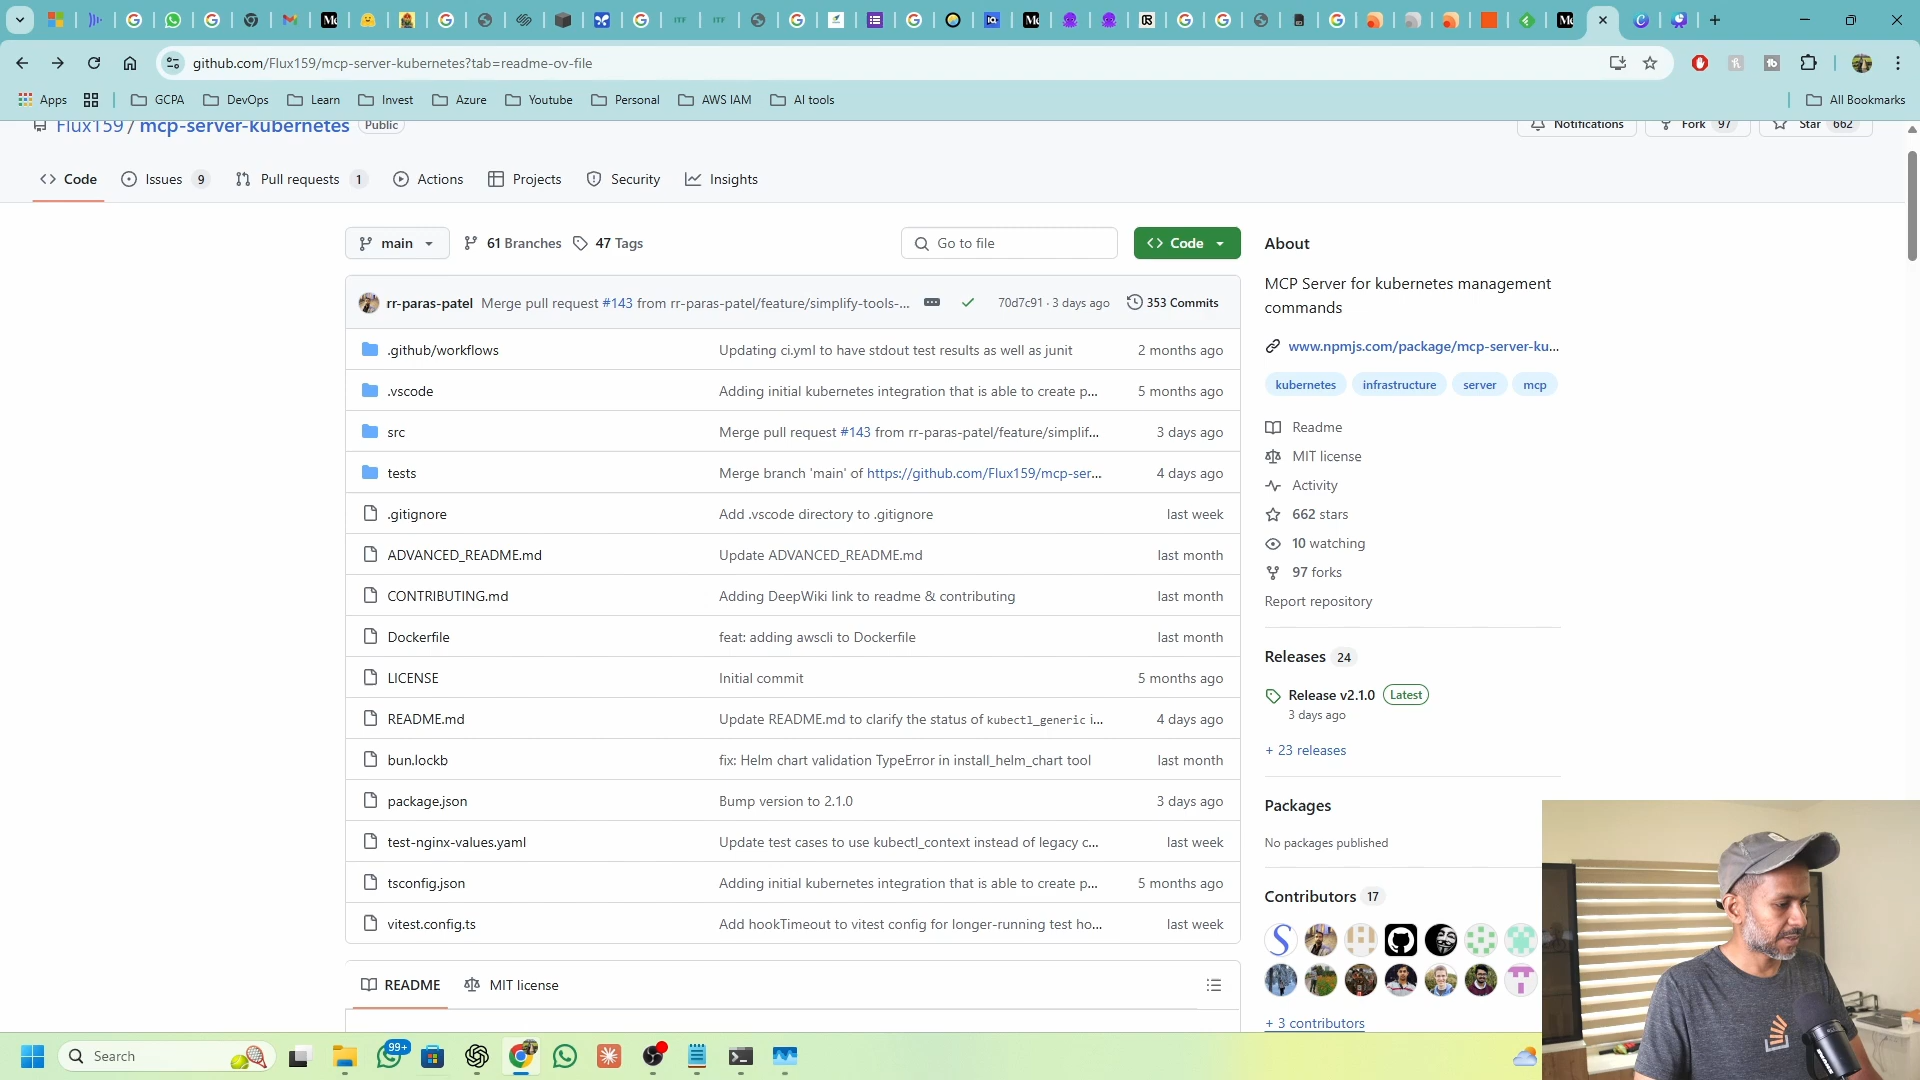 github.com/Flux159/mcp-server-kubernetes?tab=readme-ov-file
Apps
GCPA
DevOps
Learn
Invest
Azure
Youtube
Personal
AWS IAM
AI tools
All Bookmarks
Flux159 / mcp-server-kubernetes Public
Notifications
Fork 97
Star 662
Code
Issues 9
Pull requests 1
Actions
Projects
Security
Insights
main
61 Branches
47 Tags
Go to file
Code
rr-paras-patel Merge pull request #143 from rr-paras-patel/feature/simplify-tools-... 70d7c91 · 3 days ago 353 Commits
.github/workflows Updating ci.yml to have stdout test results as well as junit 2 months ago
.vscode Adding initial kubernetes integration that is able to create p... 5 months ago
src Merge pull request #143 from rr-paras-patel/feature/simplif... 3 days ago
tests Merge branch 'main' of https://github.com/Flux159/mcp-ser... 4 days ago
.gitignore Add .vscode directory to .gitignore last week
ADVANCED_README.md Update ADVANCED_README.md last month
CONTRIBUTING.md Adding DeepWiki link to readme & contributing last month
Dockerfile feat: adding awscli to Dockerfile last month
LICENSE Initial commit 5 months ago
README.md Update README.md to clarify the status of kubectl_generic i... 4 days ago
bun.lockb fix: Helm chart validation TypeError in install_helm_chart tool last month
package.json Bump version to 2.1.0 3 days ago
test-nginx-values.yaml Update test cases to use kubectl_context instead of legacy c... last week
tsconfig.json Adding initial kubernetes integration that is able to create p... 5 months ago
vitest.config.ts Add hookTimeout to vitest config for longer-running test ho... last week
README
MIT license
About
MCP Server for kubernetes management
commands
www.npmjs.com/package/mcp-server-ku...
kubernetes infrastructure server mcp
Readme
MIT license
Activity
662 stars
10 watching
97 forks
Report repository
Releases 24
Release v2.1.0 Latest
3 days ago
+ 23 releases
Packages
No packages published
Contributors 17
+ 3 contributors
Search
99+